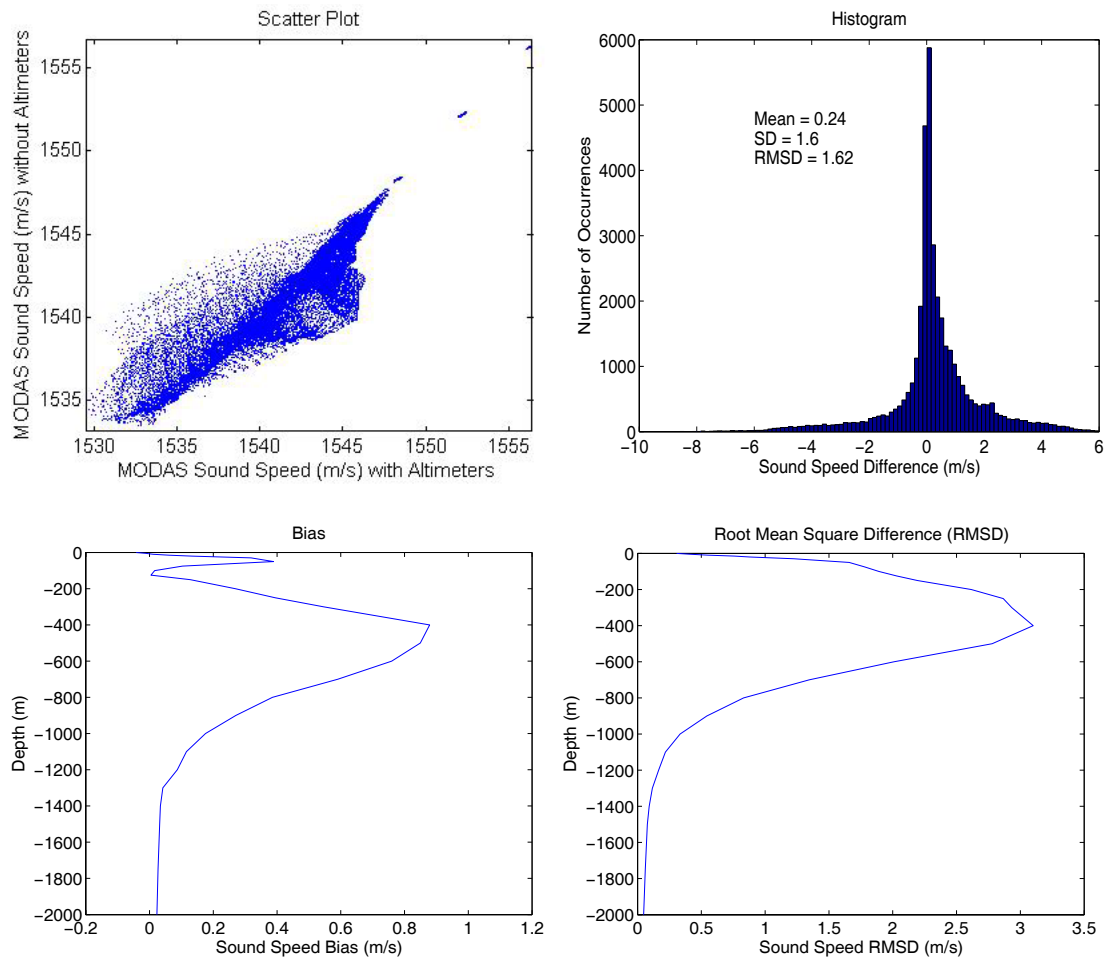 Scatter Plot
MODAS Sound Speed (m/s) without Altimeters
1555
1550
1545
1540
1535
1530 1535 1540 1545 1550 1555
MODAS Sound Speed (m/s) with Altimeters
Histogram
Number of Occurrences
6000
5000
4000
3000
2000
1000
0
Mean = 0.24
SD = 1.6
RMSD = 1.62
−10 −8 −6 −4 −2 0 2 4 6
Sound Speed Difference (m/s)
Bias
Depth (m)
0
−200
−400
−600
−800
−1000
−1200
−1400
−1600
−1800
−2000
−0.2 0 0.2 0.4 0.6 0.8 1 1.2
Sound Speed Bias (m/s)
Root Mean Square Difference (RMSD)
Depth (m)
0
−200
−400
−600
−800
−1000
−1200
−1400
−1600
−1800
−2000
0 0.5 1 1.5 2 2.5 3 3.5
Sound Speed RMSD (m/s)